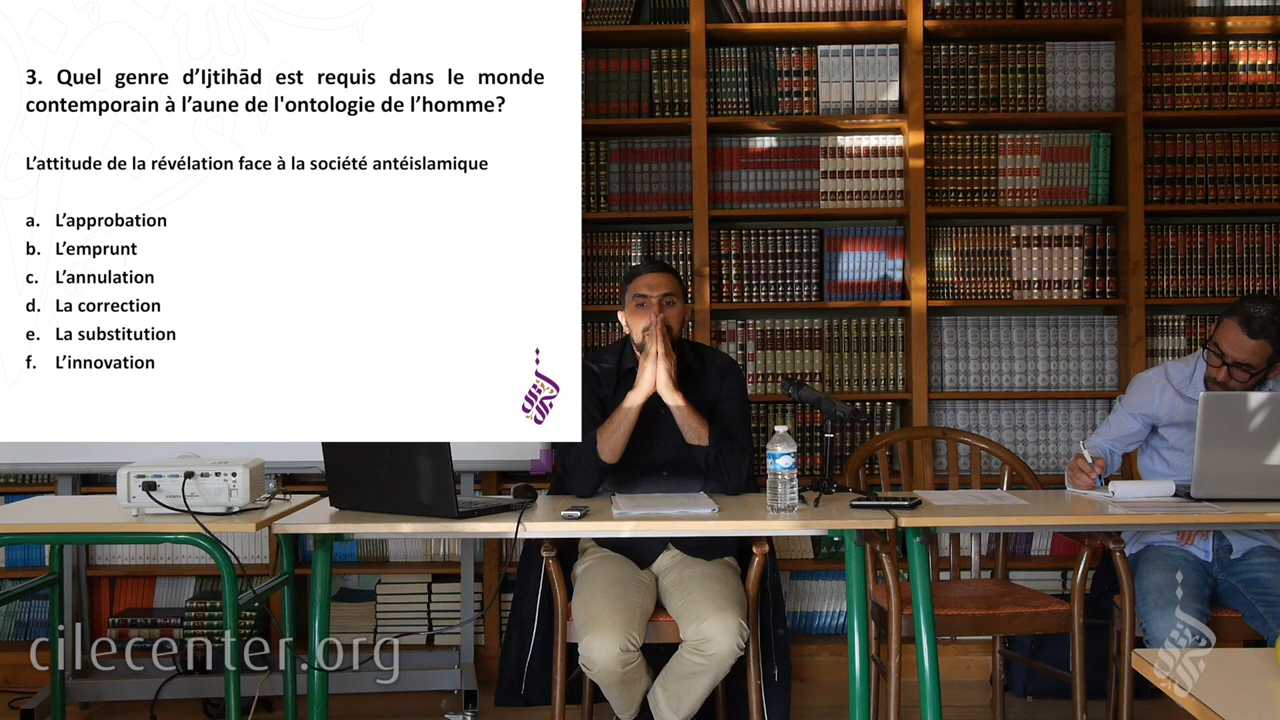 3. Quel genre d’Ijtihād est requis dans le monde
contemporain à l’aune de l'ontologie de l’homme?
L’attitude de la révélation face à la société antéislamique
a. L’approbation
b. L’emprunt
c. L’annulation
d. La correction
e. La substitution
f. L’innovation
cilecenter.org